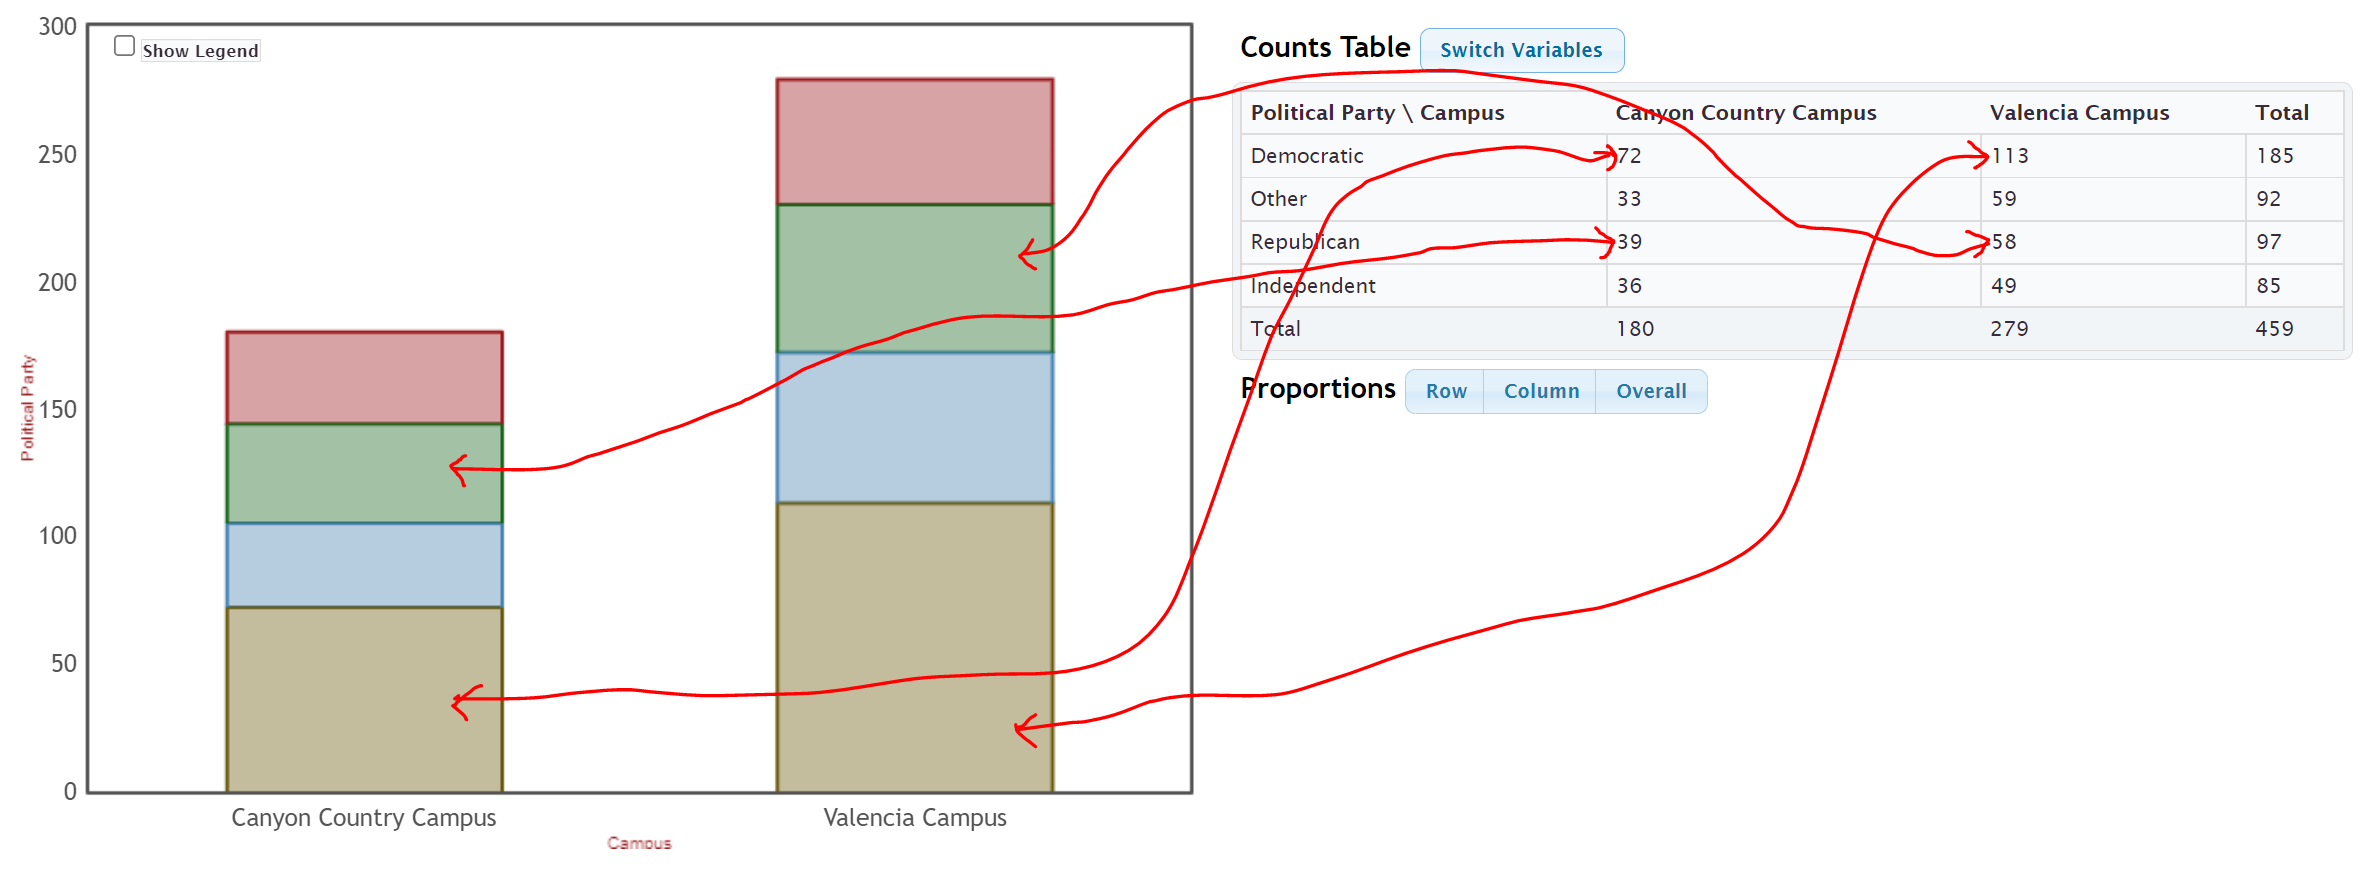 300
Show Legend
250
200
150
100
50
0
Political Party
Canyon Country Campus
Valencia Campus
Campus
Counts Table
Switch Variables
Political Party \ Campus Canyon Country Campus Valencia Campus Total
Democratic 72 113 185
Other 33 59 92
Republican 39 58 97
Independent 36 49 85
Total 180 279 459
Proportions
Row Column Overall